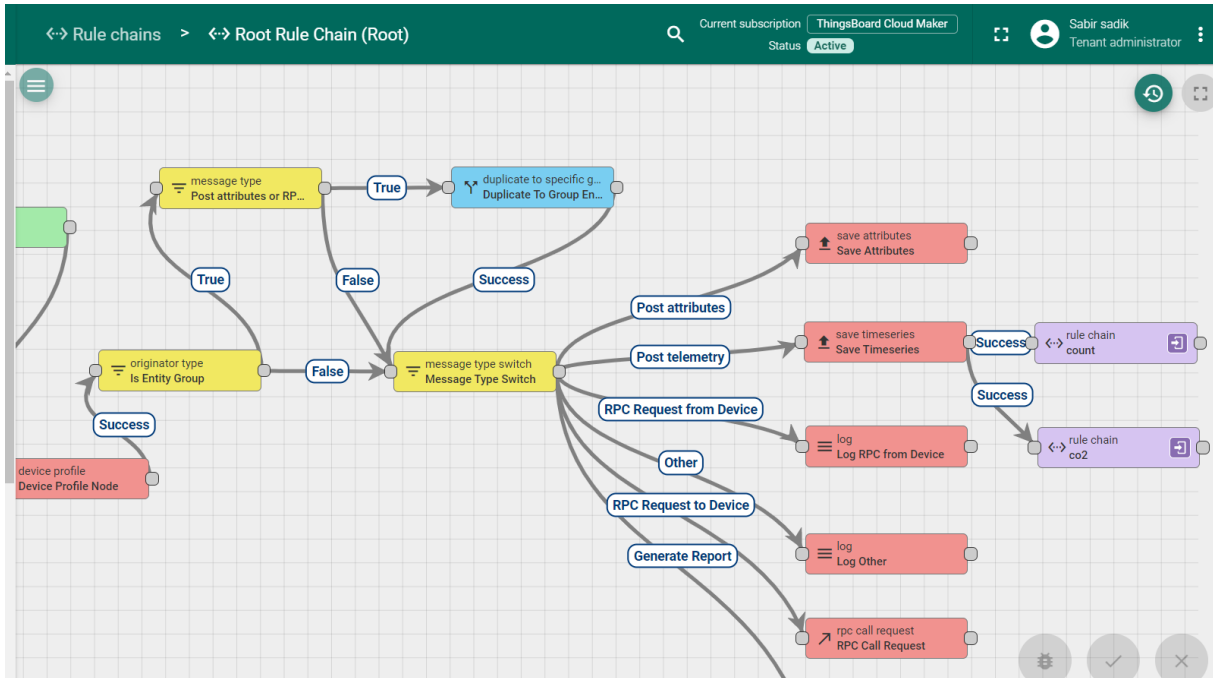 Rule chains > Root Rule Chain (Root)
Current subscription ThingsBoard Cloud Maker
Status Active
Sabir sadik
Tenant administrator
message type
Post attributes or RP...
True
duplicate to specific g...
Duplicate To Group En...
True
False
Success
originator type
Is Entity Group
False
message type switch
Message Type Switch
Success
device profile
Device Profile Node
Post attributes
save attributes
Save Attributes
Post telemetry
save timeseries
Save Timeseries
Success
rule chain
count
Success
rule chain
co2
RPC Request from Device
log
Log RPC from Device
Other
log
Log Other
RPC Request to Device
rpc call request
RPC Call Request
Generate Report